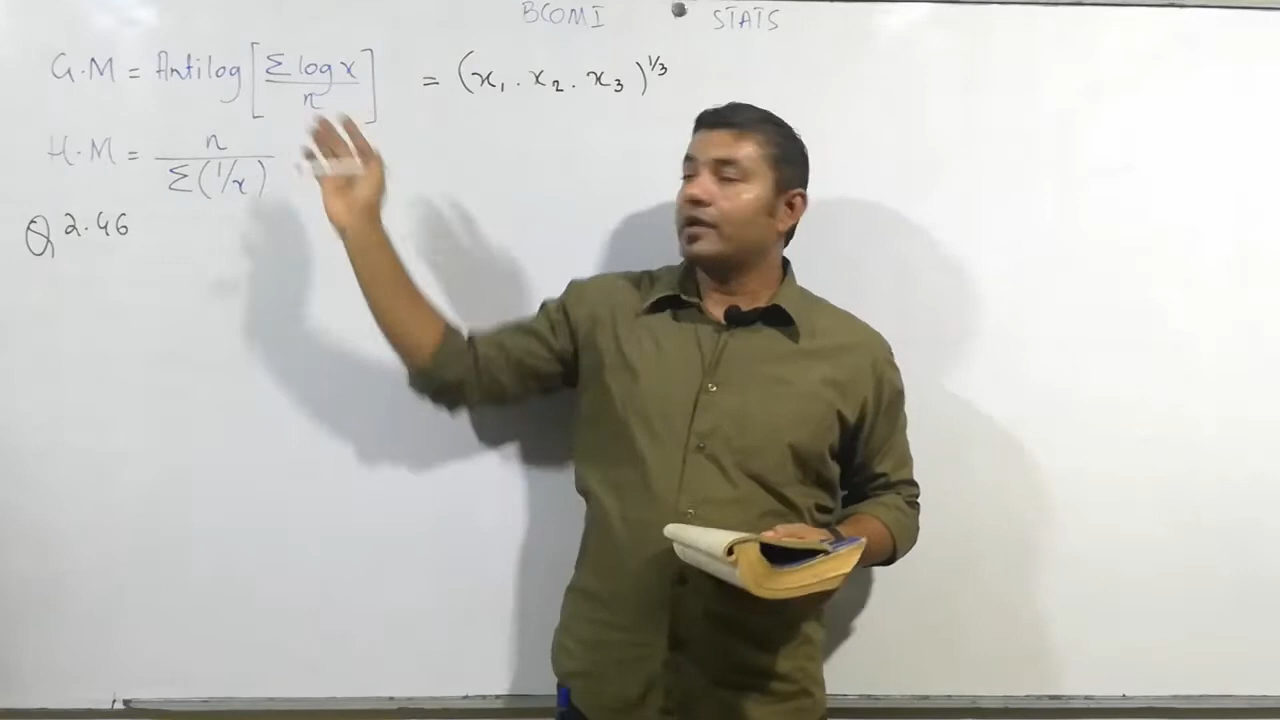 BCOM I STATS
G.M = Antilog [ Σ log x / n ] = (x₁ . x₂ . x₃)^1/3
H.M = n / Σ(1/x)
Q 2.46